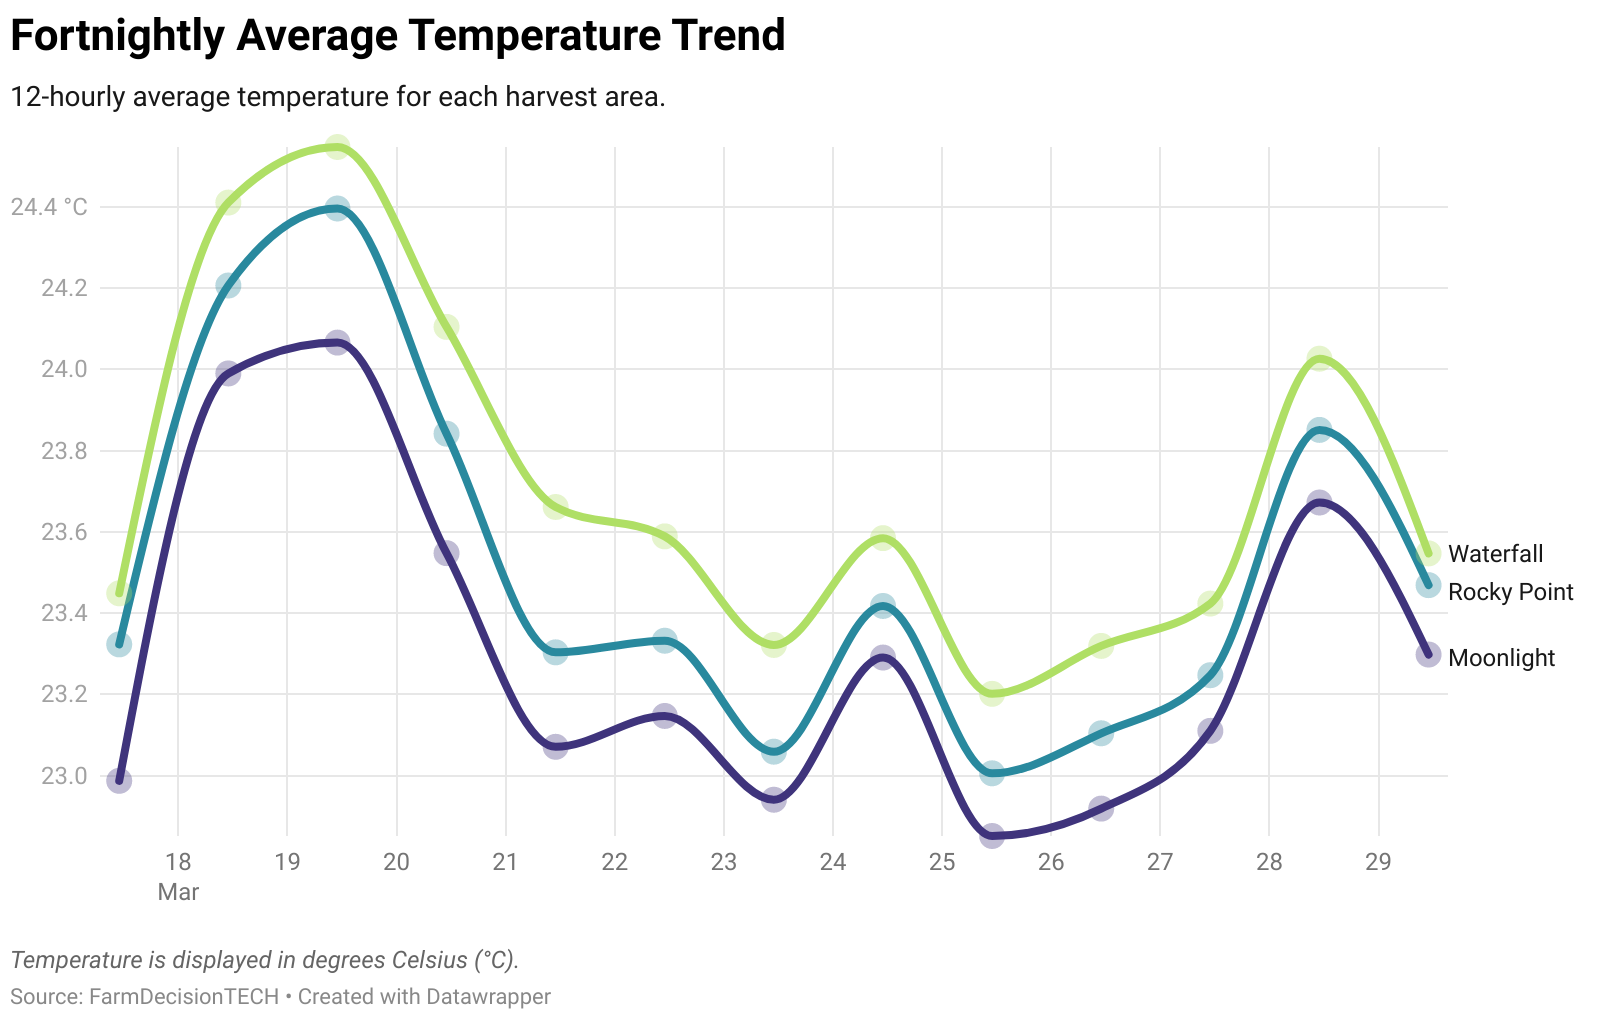 Fortnightly Average Temperature Trend
12-hourly average temperature for each harvest area.
24.4 °C
24.2
24.0
23.8
23.6
23.4
23.2
23.0
Waterfall
Rocky Point
Moonlight
18 19 20 21 22 23 24 25 26 27 28 29
Mar
Temperature is displayed in degrees Celsius (°C).
Source: FarmDecisionTECH • Created with Datawrapper